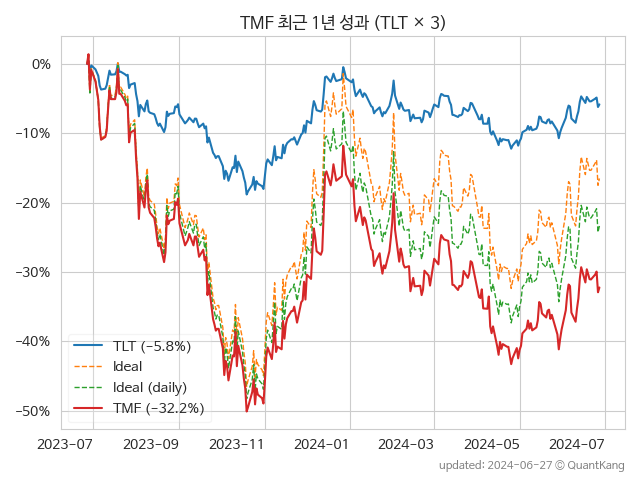 TMF 최근 1년 성과 (TLT × 3)
0%
−10%
−20%
−30%
−40%
−50%
TLT (−5.8%)
Ideal
Ideal (daily)
TMF (−32.2%)
2023-07 2023-09 2023-11 2024-01 2024-03 2024-05 2024-07
updated: 2024-06-27 © QuantKang